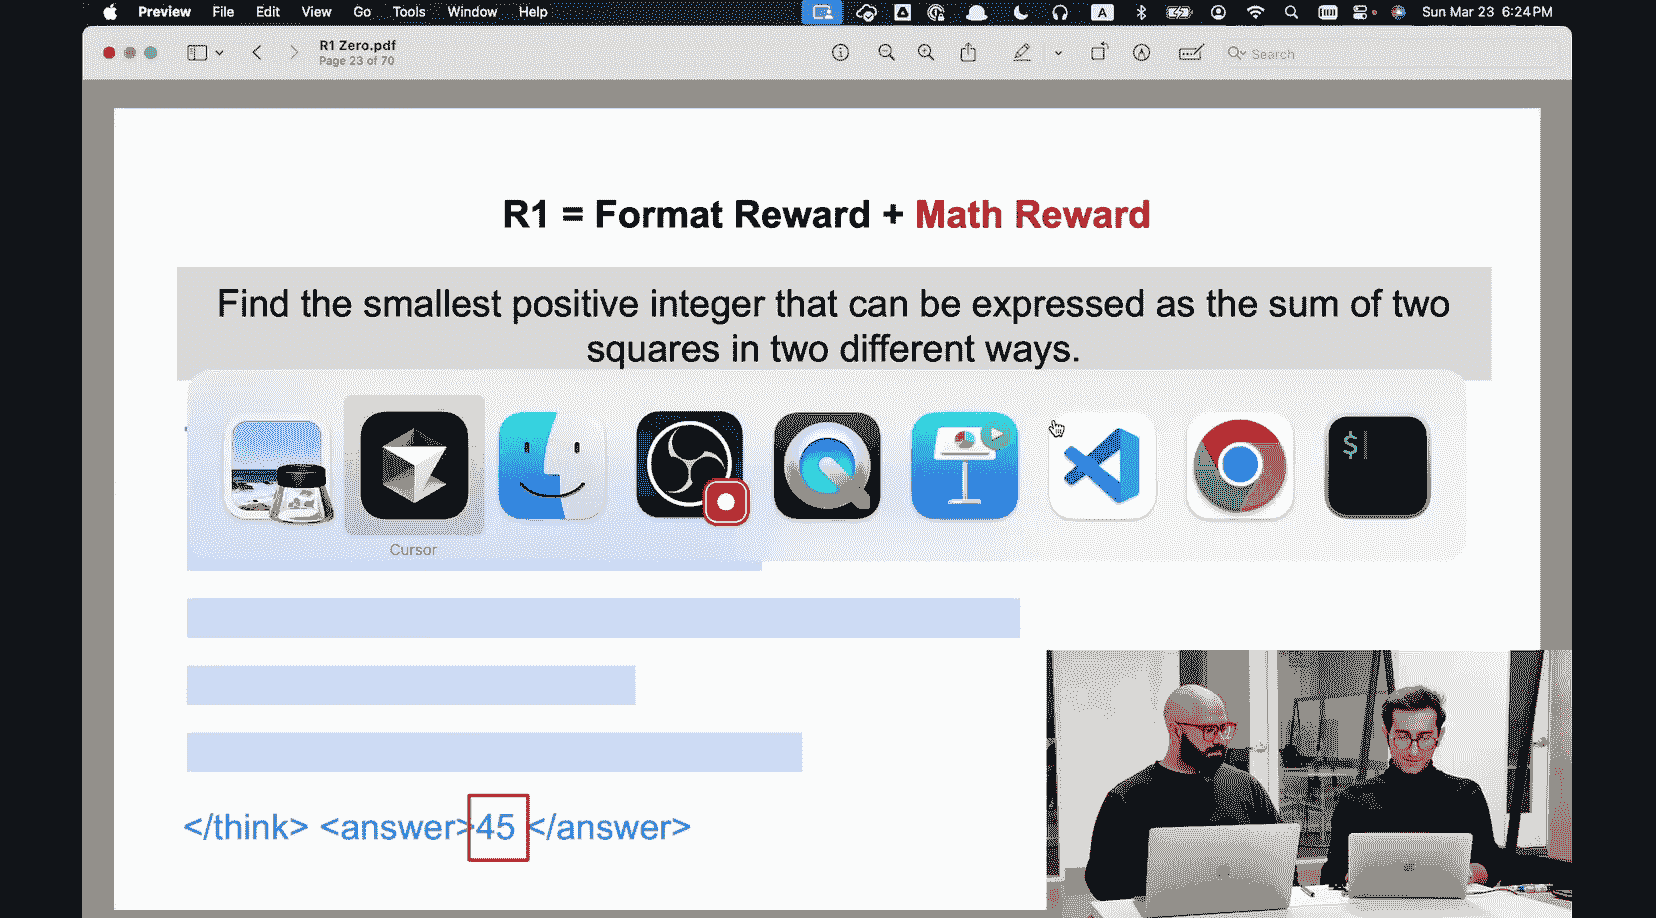 Preview File Edit View Go Tools Window Help A Sun Mar 23 6:24 PM
R1 Zero.pdf
Page 23 of 70
Search
R1 = Format Reward + Math Reward
Find the smallest positive integer that can be expressed as the sum of two
squares in two different ways.
$
Cursor
</think> <answer>45 </answer>